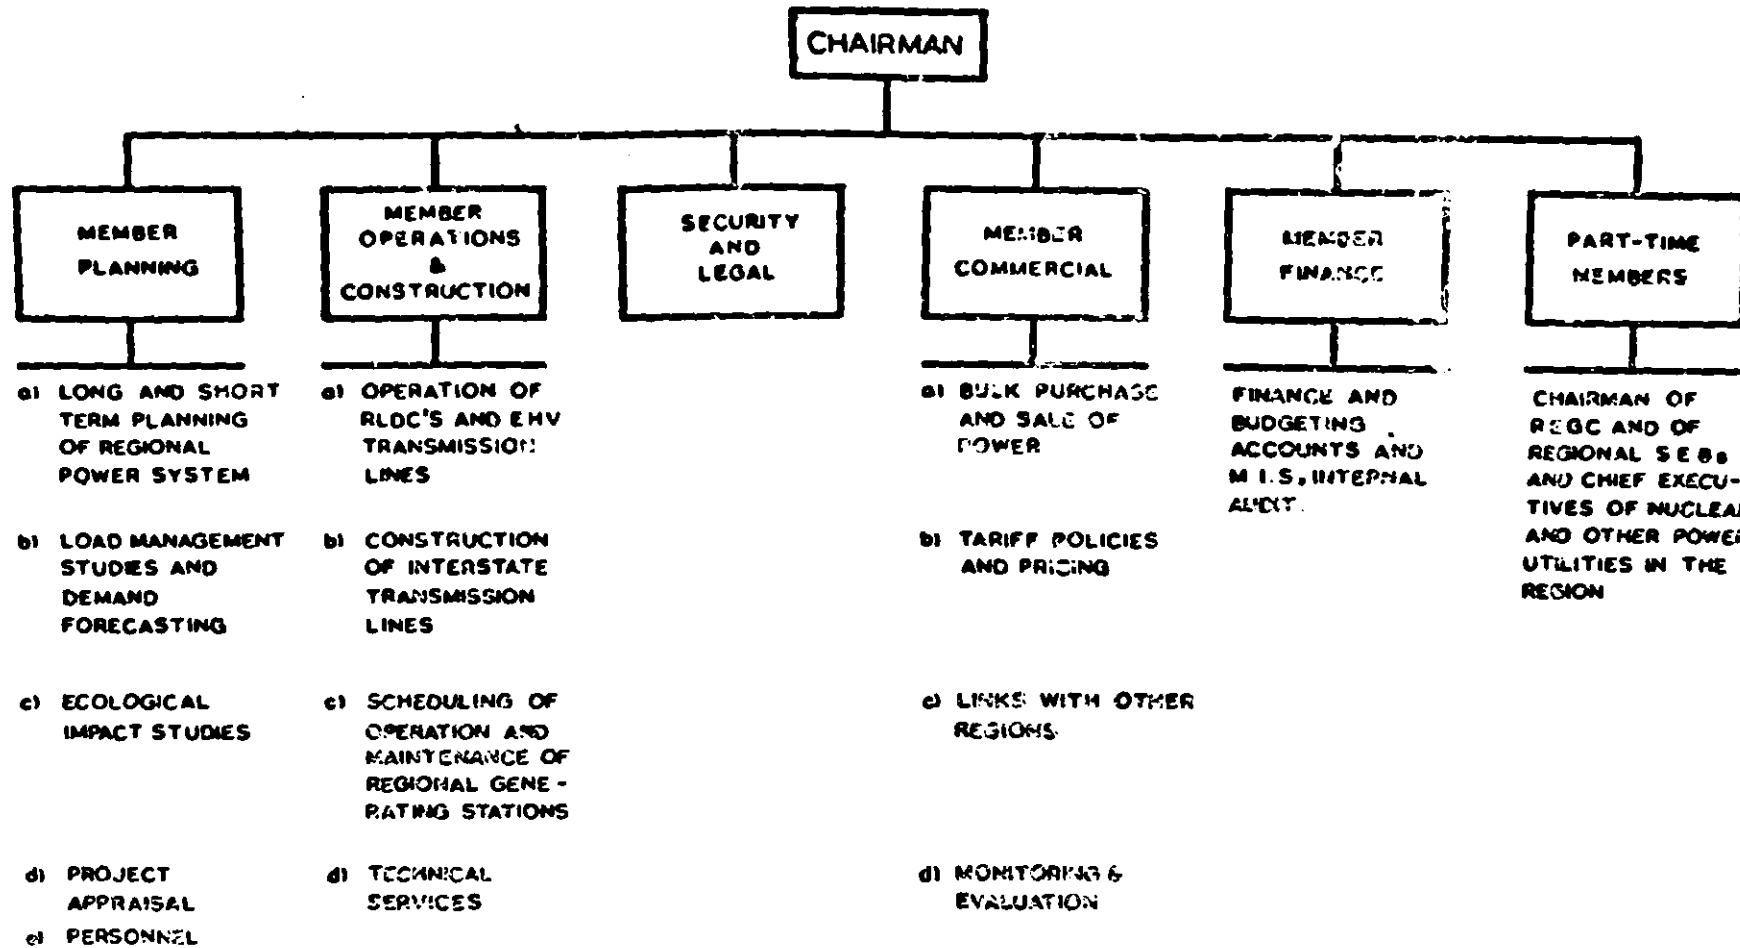 CHAIRMAN
MEMBER
PLANNING
MEMBER
OPERATIONS
&
CONSTRUCTION
SECURITY
AND
LEGAL
MEMBER
COMMERCIAL
MEMBER
FINANCE
PART-TIME
MEMBERS
a) LONG AND SHORT
TERM PLANNING
OF REGIONAL
POWER SYSTEM
b) LOAD MANAGEMENT
STUDIES AND
DEMAND
FORECASTING
c) ECOLOGICAL
IMPACT STUDIES
d) PROJECT
APPRAISAL
e) PERSONNEL
a) OPERATION OF
RLDC'S AND EHV
TRANSMISSION
LINES
b) CONSTRUCTION
OF INTERSTATE
TRANSMISSION
LINES
c) SCHEDULING OF
OPERATION AND
MAINTENANCE OF
REGIONAL GENE-
RATING STATIONS
d) TECHNICAL
SERVICES
a) BULK PURCHASE
AND SALE OF
POWER
b) TARIFF POLICIES
AND PRICING
c) LINKS WITH OTHER
REGIONS
d) MONITORING &
EVALUATION
FINANCE AND
BUDGETING
ACCOUNTS AND
M.I.S, INTERNAL
AUDIT.
CHAIRMAN OF
AND OF
REGIONAL S E Bs
AND CHIEF EXECU-
TIVES OF NUCLEAR
AND OTHER POWER
UTILITIES IN THE
REGION